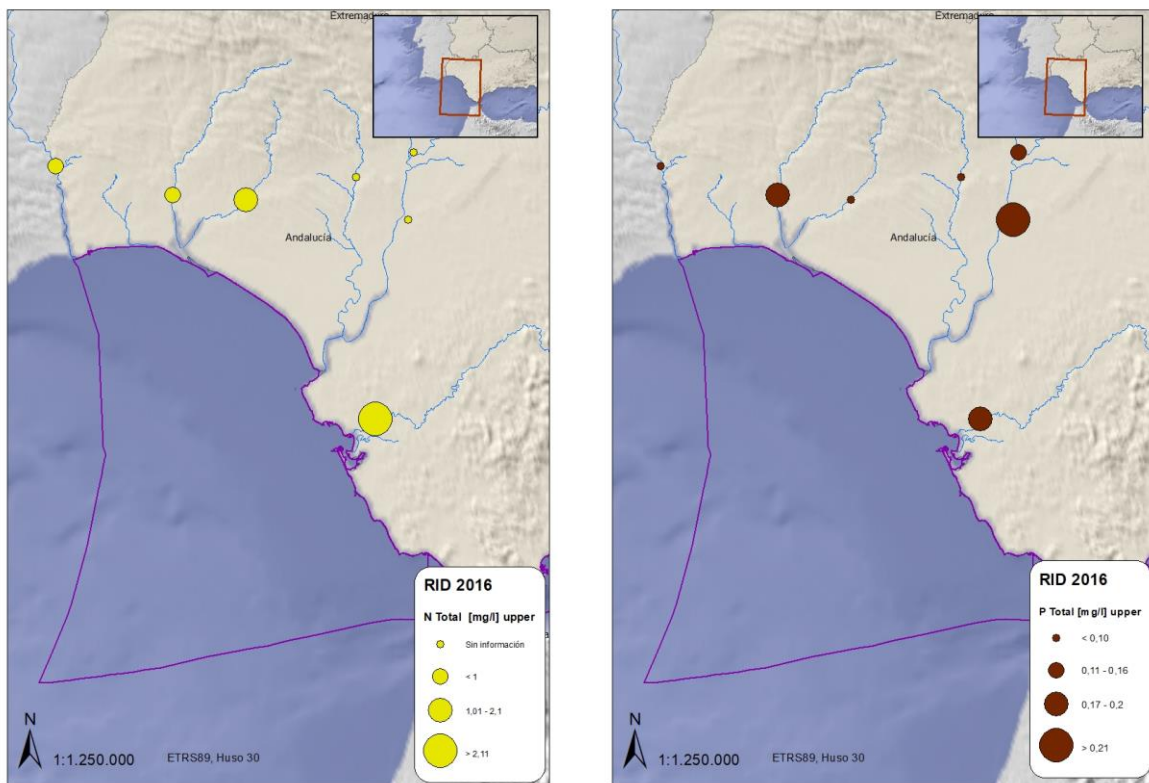 Extremadura
Andalucía
RID 2016
N Total [mg/l] upper
Sin información
< 1
1,01 - 2,1
> 2,11
N
1:1.250.000
ETRS89, Huso 30
Extremadura
Andalucía
RID 2016
P Total [mg/l] upper
< 0,10
0,11 - 0,16
0,17 - 0,2
> 0,21
N
1:1.250.000
ETRS89, Huso 30